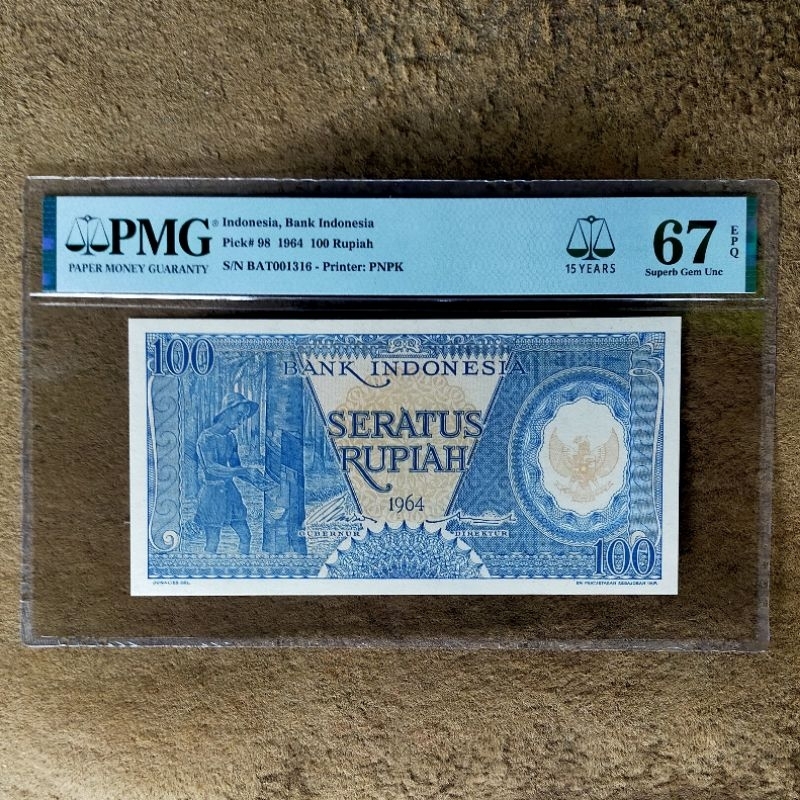 PMG®
PAPER MONEY GUARANTY
Indonesia, Bank Indonesia
Pick# 98 1964 100 Rupiah
S/N BAT001316 - Printer: PNPK
15 YEARS
67
EPQ
Superb Gem Unc
100
BANK INDONESIA
SERATUS
RUPIAH
1964
GUBERNUR
DIREKTUR
100